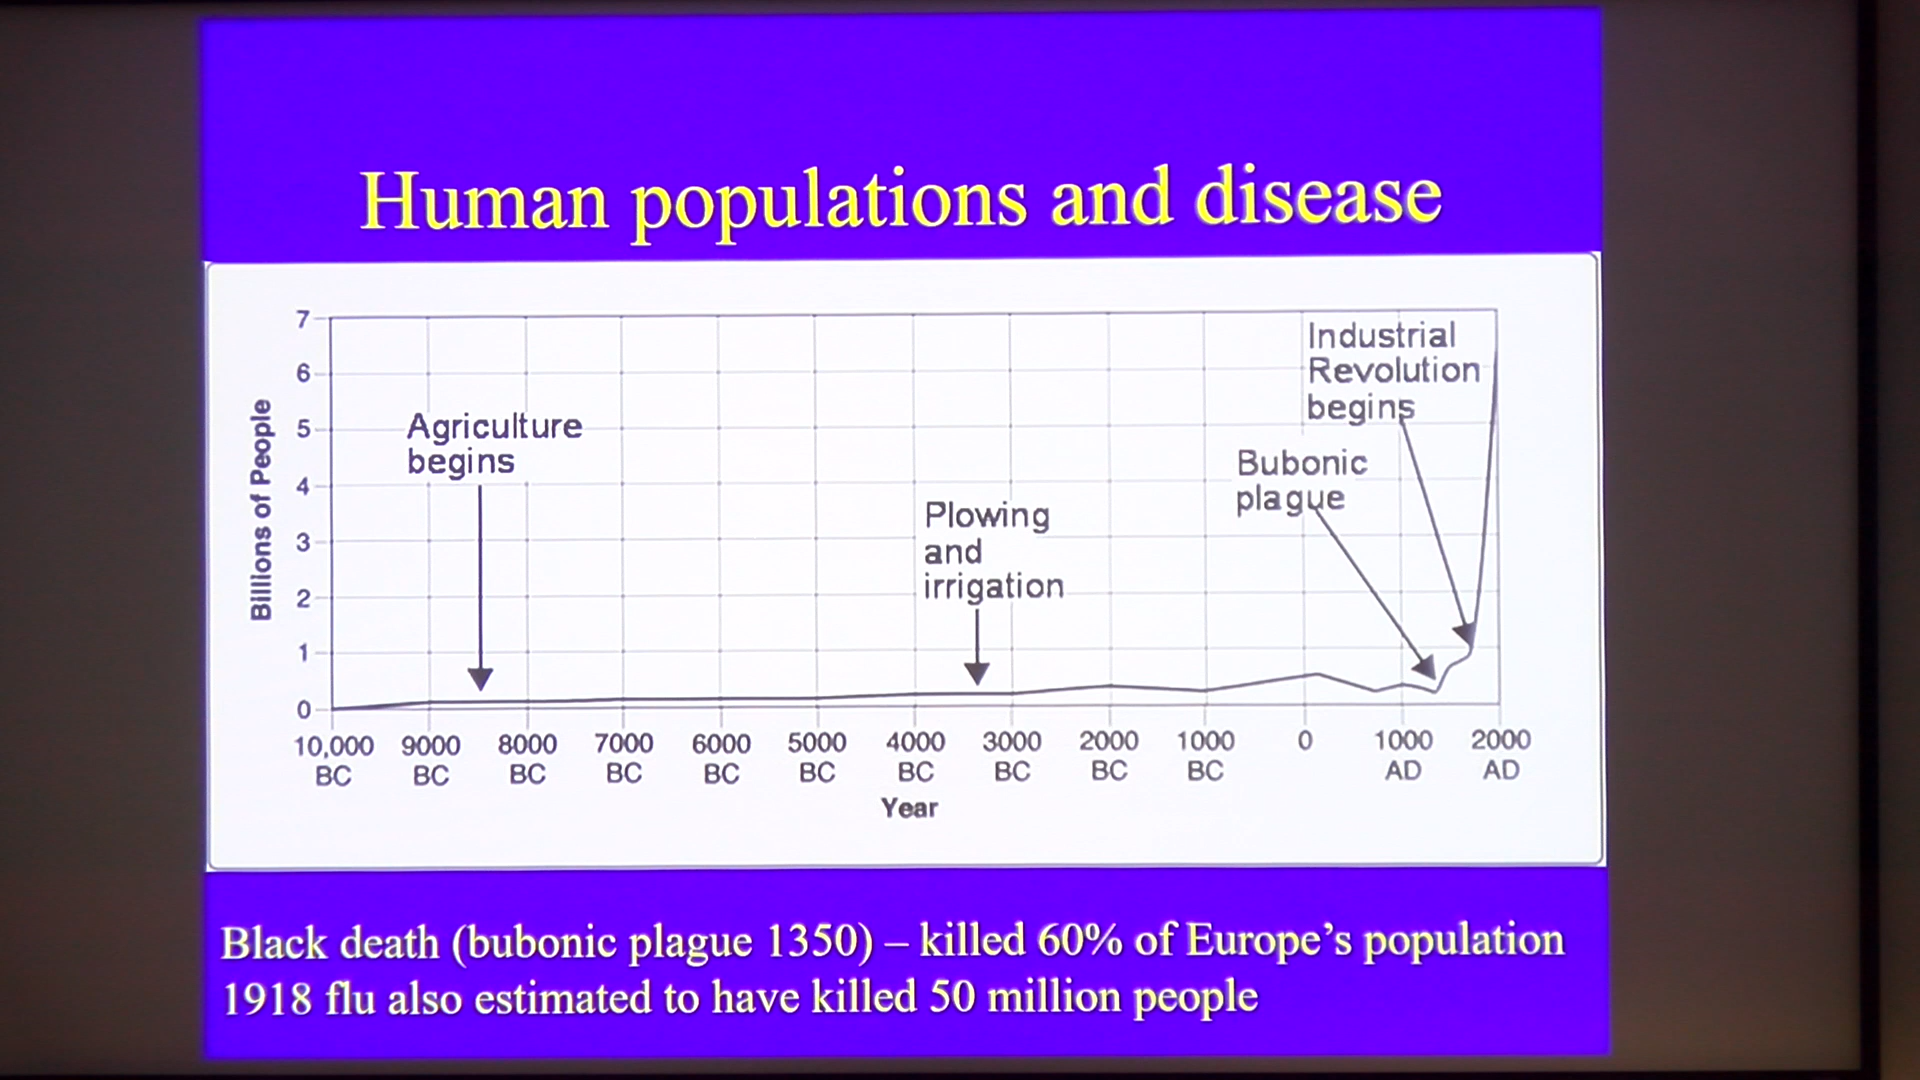 Human populations and disease
7
6
5
4
3
2
1
0
Billions of People
Agriculture
begins
Plowing
and
irrigation
Bubonic
plague
Industrial
Revolution
begins
10,000 9000 8000 7000 6000 5000 4000 3000 2000 1000 0 1000 2000
BC BC BC BC BC BC BC BC BC BC AD AD
Year
Black death (bubonic plague 1350) – killed 60% of Europe's population
1918 flu also estimated to have killed 50 million people